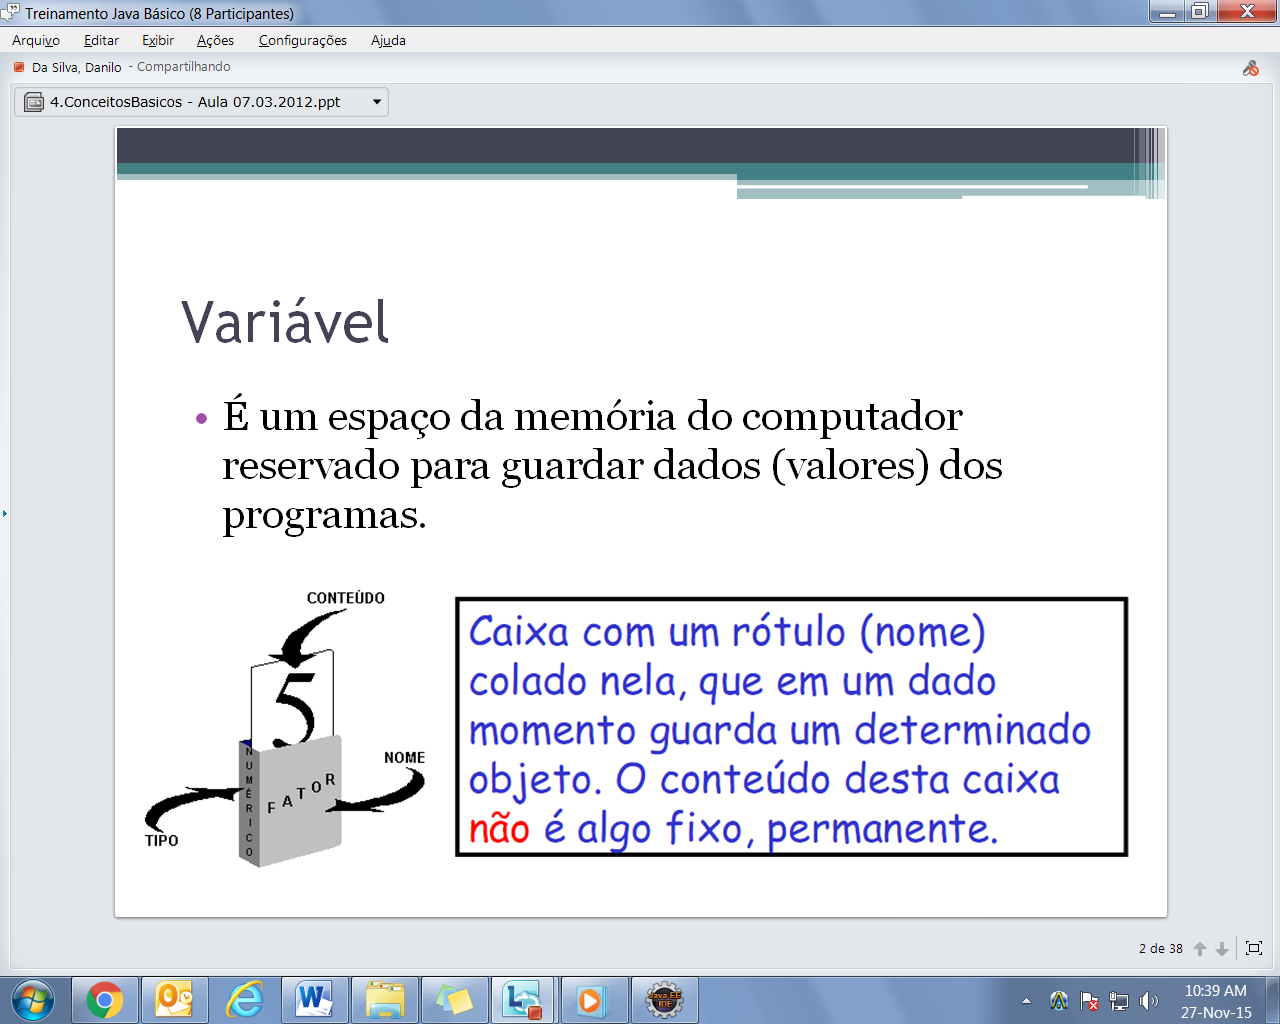 Treinamento Java Básico (8 Participantes)
Arquivo Editar Exibir Ações Configurações Ajuda
Da Silva, Danilo - Compartilhando
4.ConceitosBasicos - Aula 07.03.2012.ppt
Variável
• É um espaço da memória do computador
reservado para guardar dados (valores) dos
programas.
CONTEÚDO
5
NUMÉRICO
FATOR
NOME
TIPO
Caixa com um rótulo (nome)
colado nela, que em um dado
momento guarda um determinado
objeto. O conteúdo desta caixa
não é algo fixo, permanente.
2 de 38
Java EE
IDE
10:39 AM
27-Nov-15